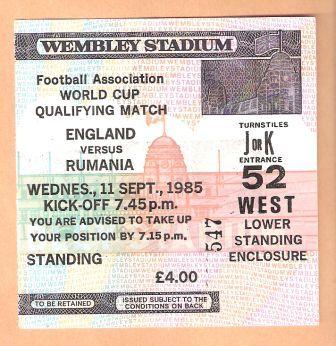 WEMBLEY STADIUM
Football Association
WORLD CUP
QUALIFYING MATCH
ENGLAND
VERSUS
RUMANIA
WEDNES., 11 SEPT., 1985
KICK-OFF 7.45 p.m.
YOU ARE ADVISED TO TAKE UP
YOUR POSITION BY 7.15 p.m.
STANDING
£4.00
TO BE RETAINED
ISSUED SUBJECT TO THE
CONDITIONS ON BACK
547
TURNSTILES
J OR K
ENTRANCE
52
WEST
LOWER
STANDING
ENCLOSURE